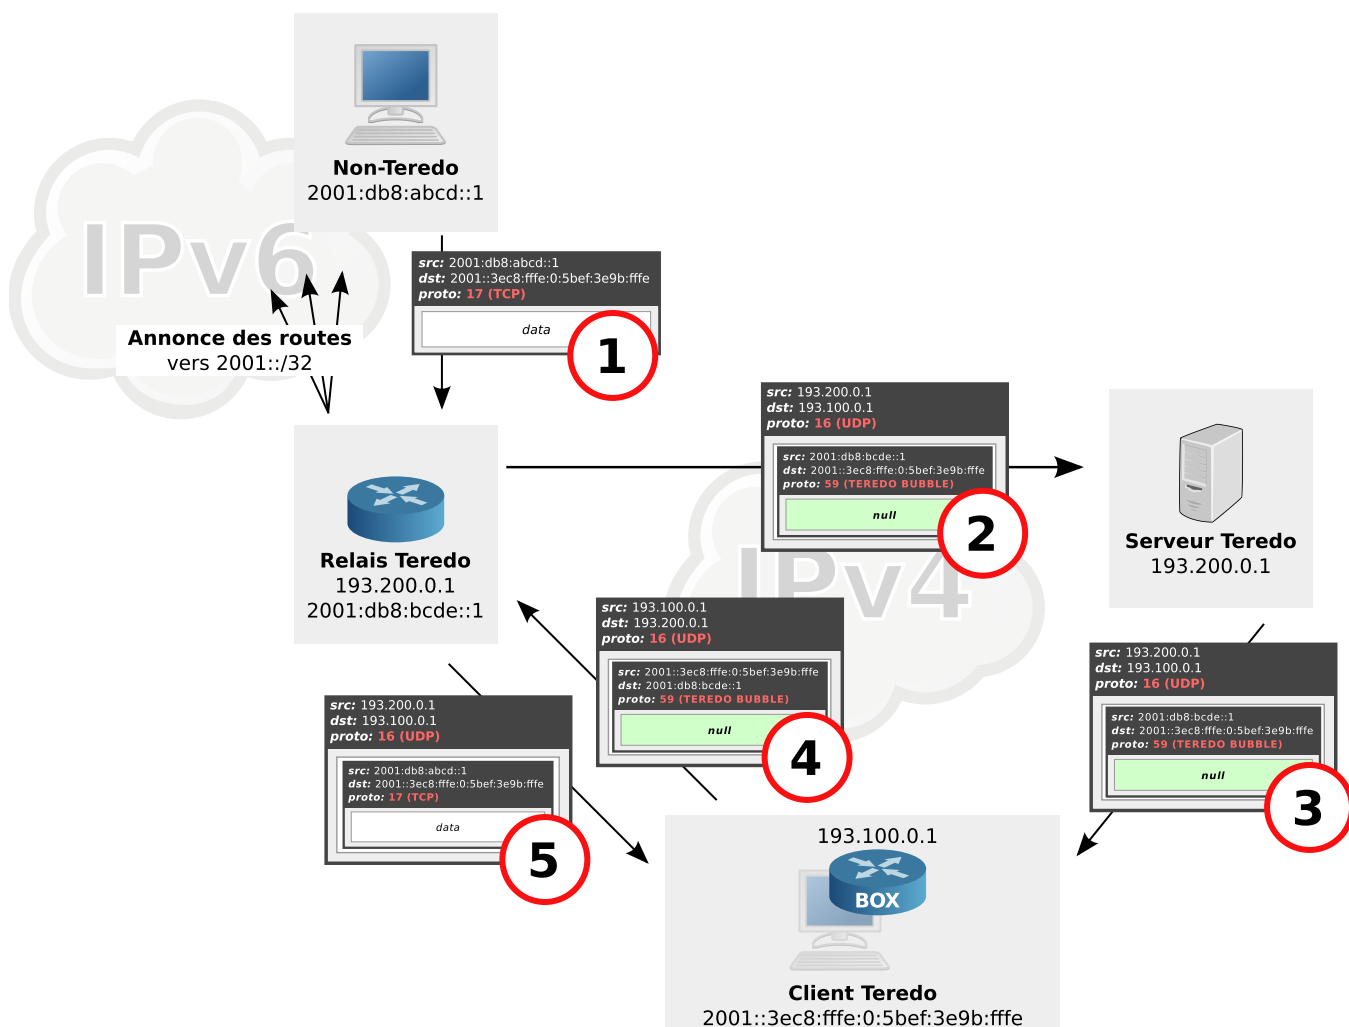 Non-Teredo
2001:db8:abcd::1
IPv6
src: 2001:db8:abcd::1
dst: 2001::3ec8:fffe:0:5bef:3e9b:fffe
proto: 17 (TCP)
data
1
Annonce des routes
vers 2001::/32
Relais Teredo
193.200.0.1
2001:db8:bcde::1
src: 193.200.0.1
dst: 193.100.0.1
proto: 16 (UDP)
src: 2001:db8:bcde::1
dst: 2001::3ec8:fffe:0:5bef:3e9b:fffe
proto: 59 (TEREDO BUBBLE)
null
2
IPv4
Serveur Teredo
193.200.0.1
src: 193.100.0.1
dst: 193.200.0.1
proto: 16 (UDP)
src: 2001::3ec8:fffe:0:5bef:3e9b:fffe
dst: 2001:db8:bcde::1
proto: 59 (TEREDO BUBBLE)
null
4
src: 193.200.0.1
dst: 193.100.0.1
proto: 16 (UDP)
src: 2001:db8:bcde::1
dst: 2001::3ec8:fffe:0:5bef:3e9b:fffe
proto: 59 (TEREDO BUBBLE)
null
3
src: 193.200.0.1
dst: 193.100.0.1
proto: 16 (UDP)
src: 2001:db8:abcd::1
dst: 2001::3ec8:fffe:0:5bef:3e9b:fffe
proto: 17 (TCP)
data
5
193.100.0.1
BOX
Client Teredo
2001::3ec8:fffe:0:5bef:3e9b:fffe